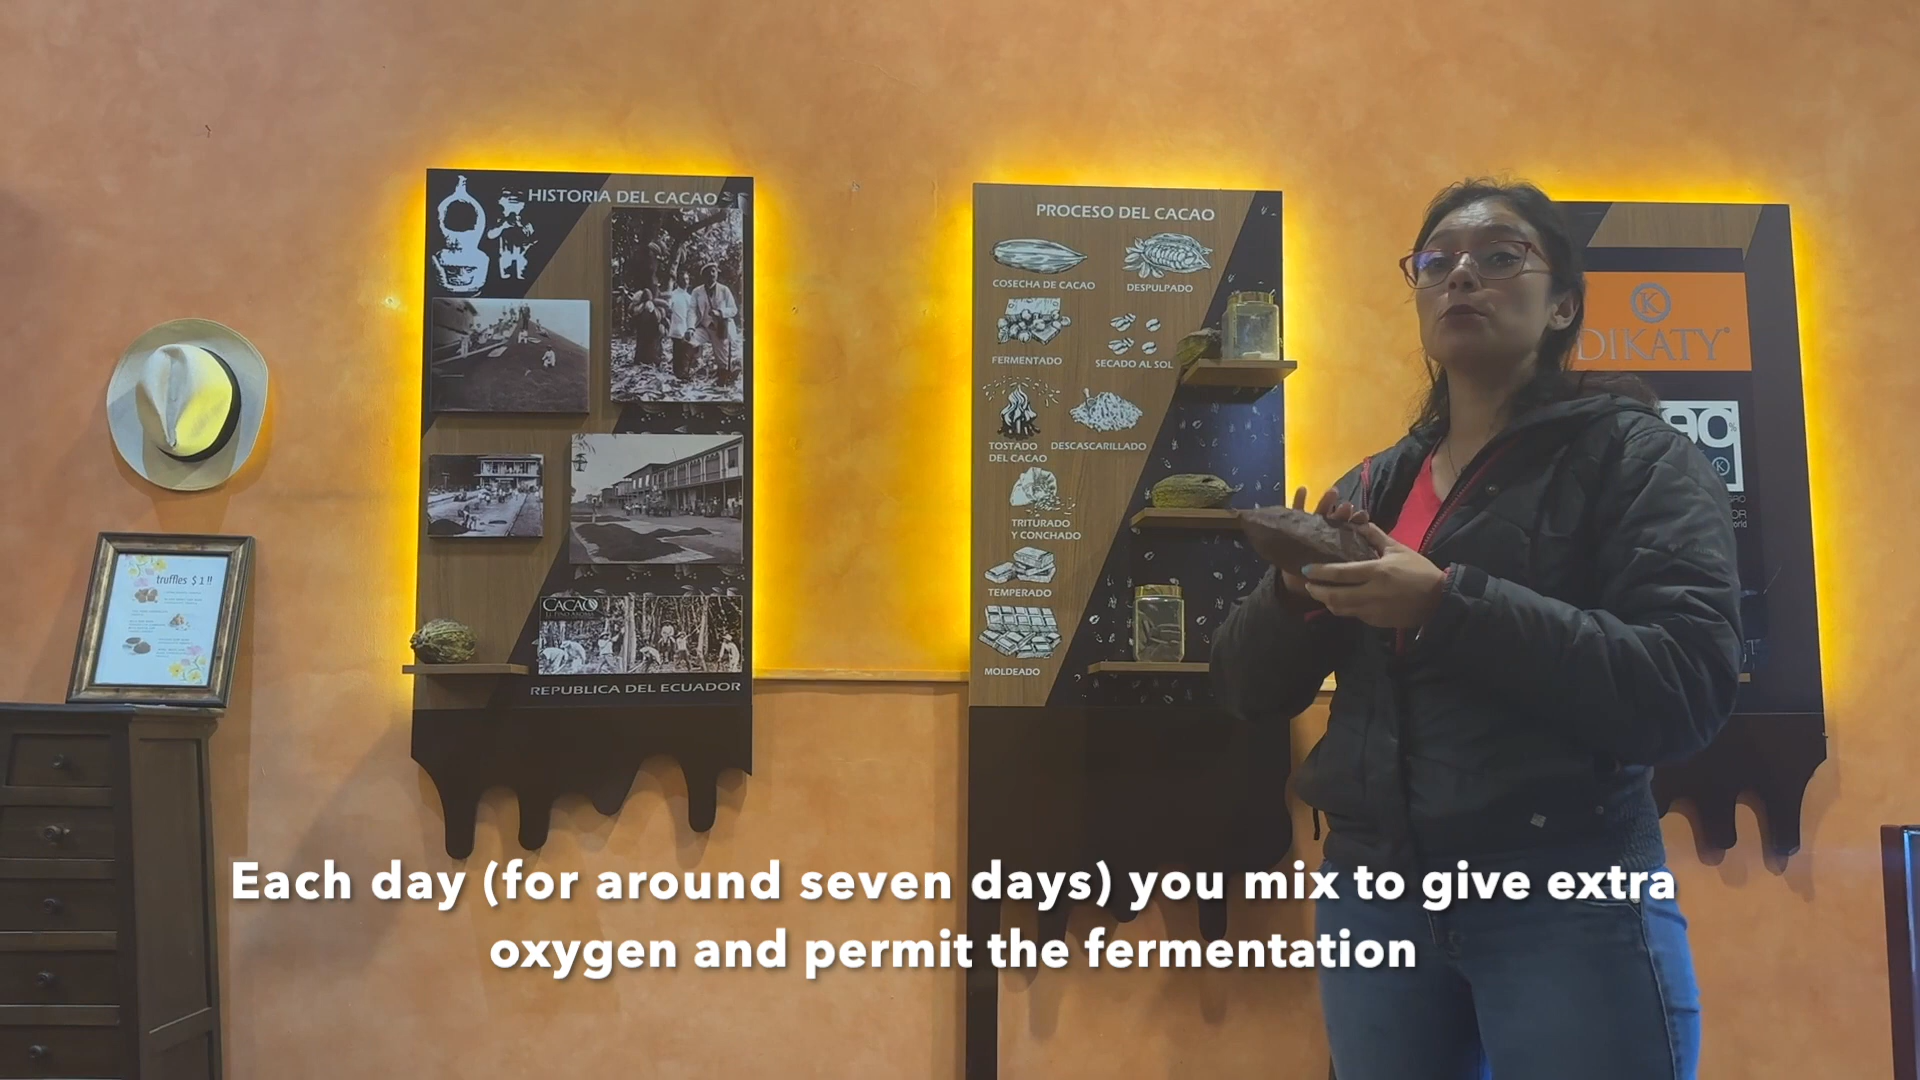 HISTORIA DEL CACAO
CACAO
REPUBLICA DEL ECUADOR
truffles $ 1 !!
PROCESO DEL CACAO
COSECHA DE CACAO
DESPULPADO
FERMENTADO
SECADO AL SOL
TOSTADO
DEL CACAO
DESCASCARILLADO
TRITURADO
Y CONCHADO
TEMPERADO
MOLDEADO
K
DIKATY®
90%
K
Each day (for around seven days) you mix to give extra
oxygen and permit the fermentation